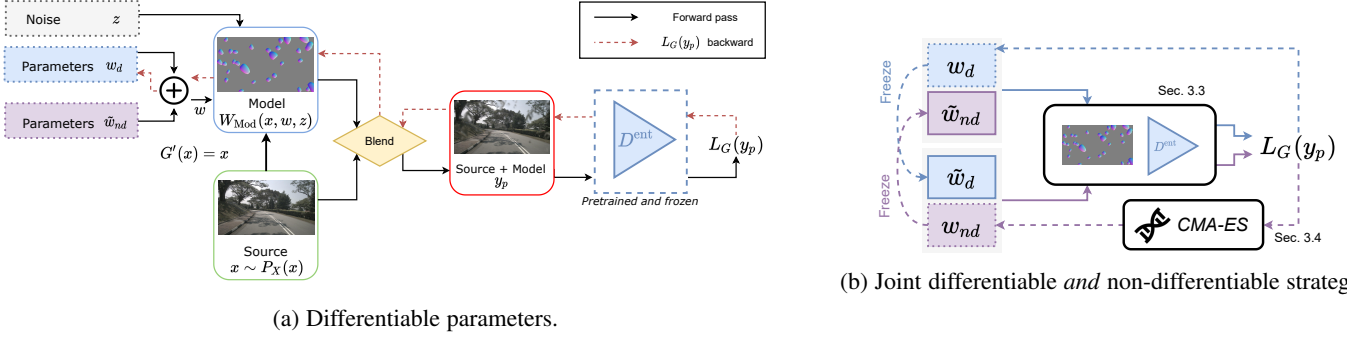 Noise z
Parameters w_d
Parameters w̃_nd
w
Model
W_Mod(x, w, z)
G′(x) = x
Source
x ∼ P_X(x)
Blend
Source + Model
y_p
D^ent
Pretrained and frozen
L_G(y_p)
Forward pass
L_G(y_p) backward
(a) Differentiable parameters.
Freeze
Freeze
w_d
w̃_nd
w̃_d
w_nd
Sec. 3.3
D^ent
L_G(y_p)
CMA-ES
Sec. 3.4
(b) Joint differentiable and non-differentiable strateg